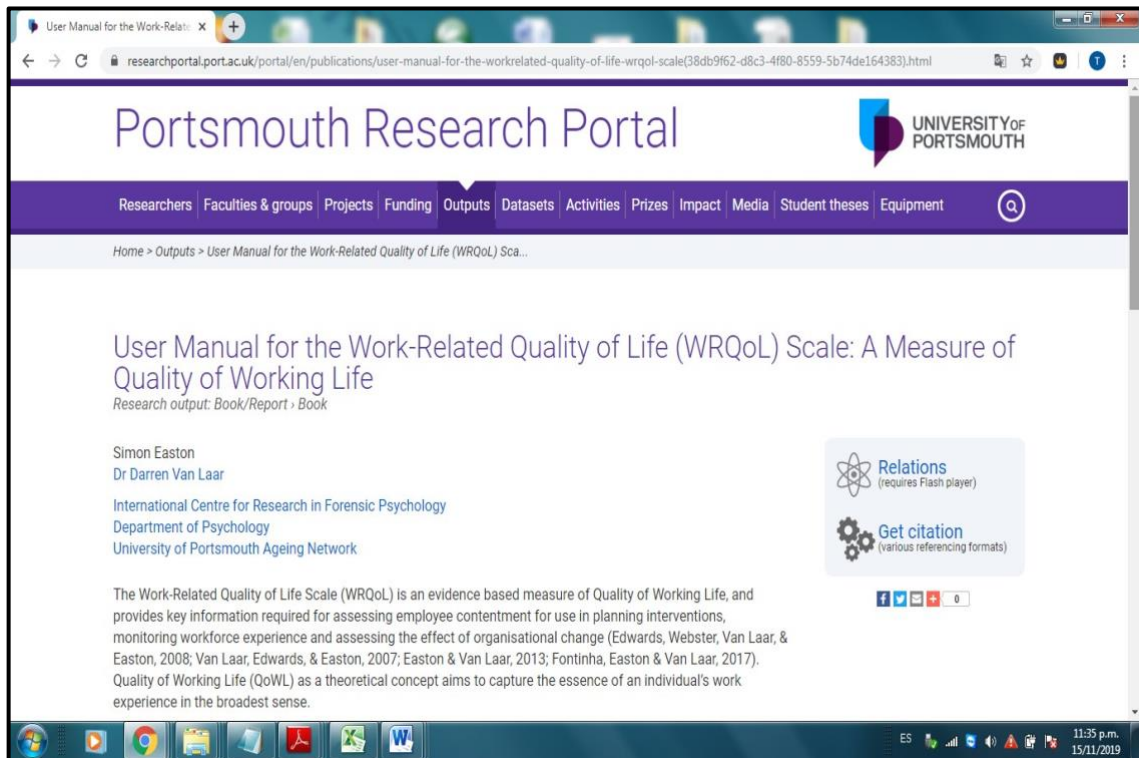 User Manual for the Work-Relate
researchportal.port.ac.uk/portal/en/publications/user-manual-for-the-workrelated-quality-of-life-wrqol-scale(38db9f62-d8c3-4f80-8559-5b74de164383).html
T
Portsmouth Research Portal
UNIVERSITY OF
PORTSMOUTH
Researchers Faculties & groups Projects Funding Outputs Datasets Activities Prizes Impact Media Student theses Equipment
Home > Outputs > User Manual for the Work-Related Quality of Life (WRQoL) Sca...
User Manual for the Work-Related Quality of Life (WRQoL) Scale: A Measure of
Quality of Working Life
Research output: Book/Report › Book
Simon Easton
Dr Darren Van Laar
International Centre for Research in Forensic Psychology
Department of Psychology
University of Portsmouth Ageing Network
Relations
(requires Flash player)
Get citation
(various referencing formats)
0
The Work-Related Quality of Life Scale (WRQoL) is an evidence based measure of Quality of Working Life, and
provides key information required for assessing employee contentment for use in planning interventions,
monitoring workforce experience and assessing the effect of organisational change (Edwards, Webster, Van Laar, &
Easton, 2008; Van Laar, Edwards, & Easton, 2007; Easton & Van Laar, 2013; Fontinha, Easton & Van Laar, 2017).
Quality of Working Life (QoWL) as a theoretical concept aims to capture the essence of an individual's work
experience in the broadest sense.
ES
11:35 p.m.
15/11/2019